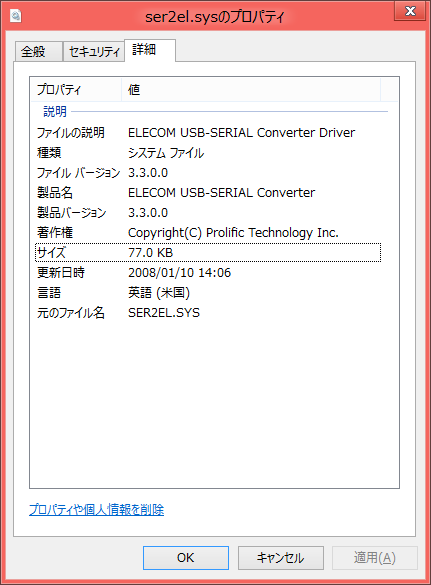 ser2el.sysのプロパティ
全般 セキュリティ 詳細
プロパティ 値
説明
ファイルの説明 ELECOM USB-SERIAL Converter Driver
種類 システム ファイル
ファイル バージョン 3.3.0.0
製品名 ELECOM USB-SERIAL Converter
製品バージョン 3.3.0.0
著作権 Copyright(C) Prolific Technology Inc.
サイズ 77.0 KB
更新日時 2008/01/10 14:06
言語 英語 (米国)
元のファイル名 SER2EL.SYS
プロパティや個人情報を削除
OK キャンセル 適用(A)